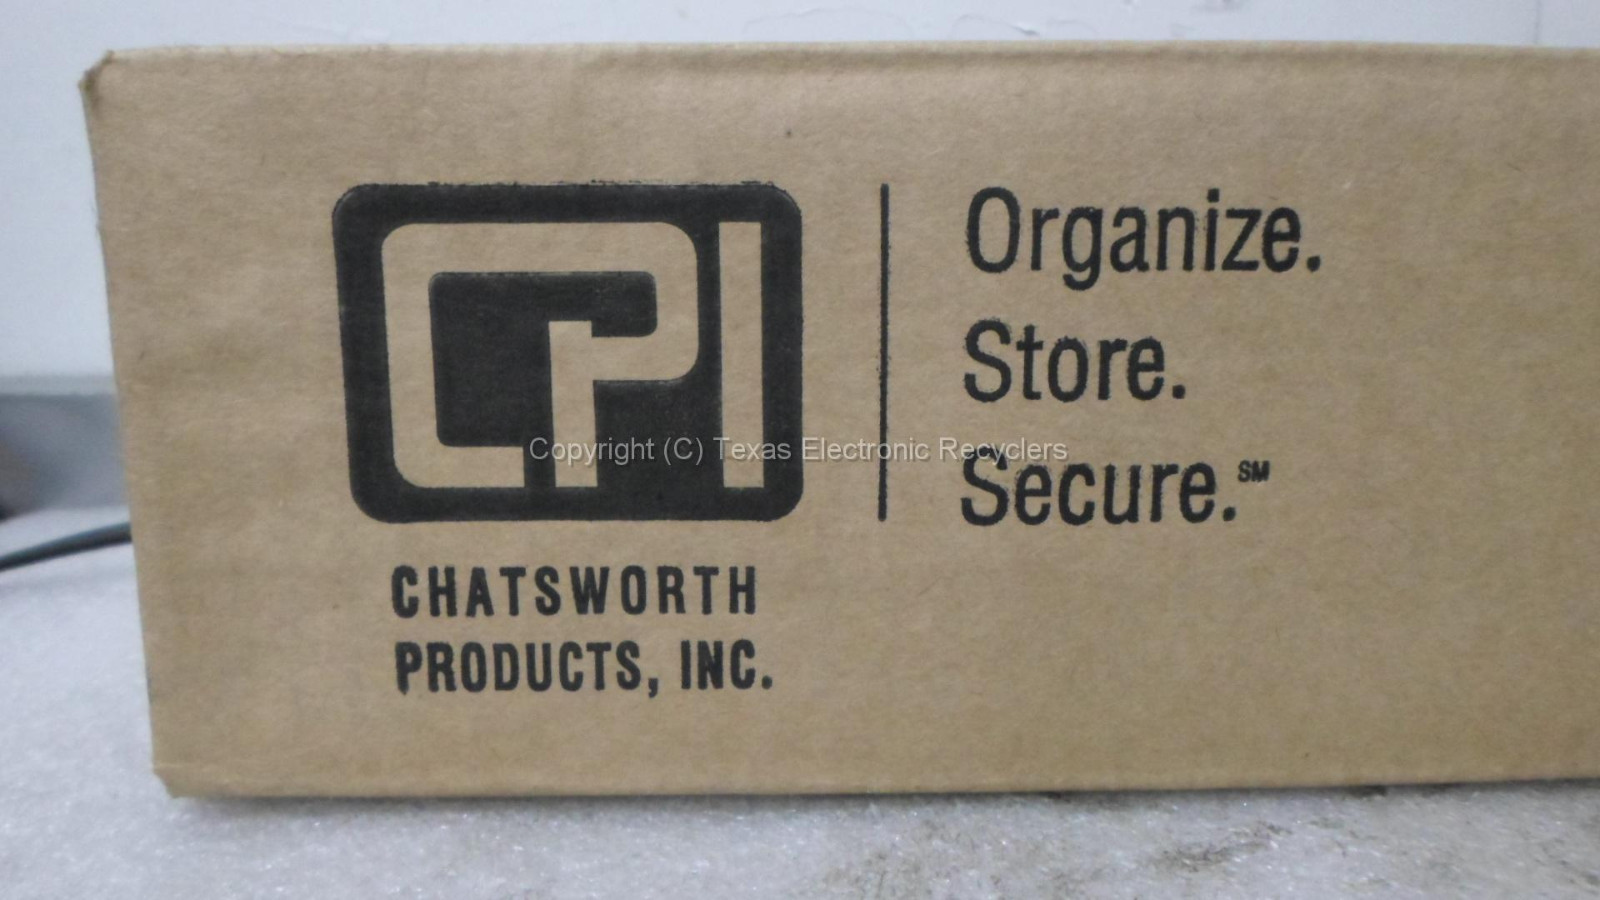 CPI
CHATSWORTH
PRODUCTS, INC.
Organize.
Store.
Secure.℠
Copyright (C) Texas Electronic Recyclers